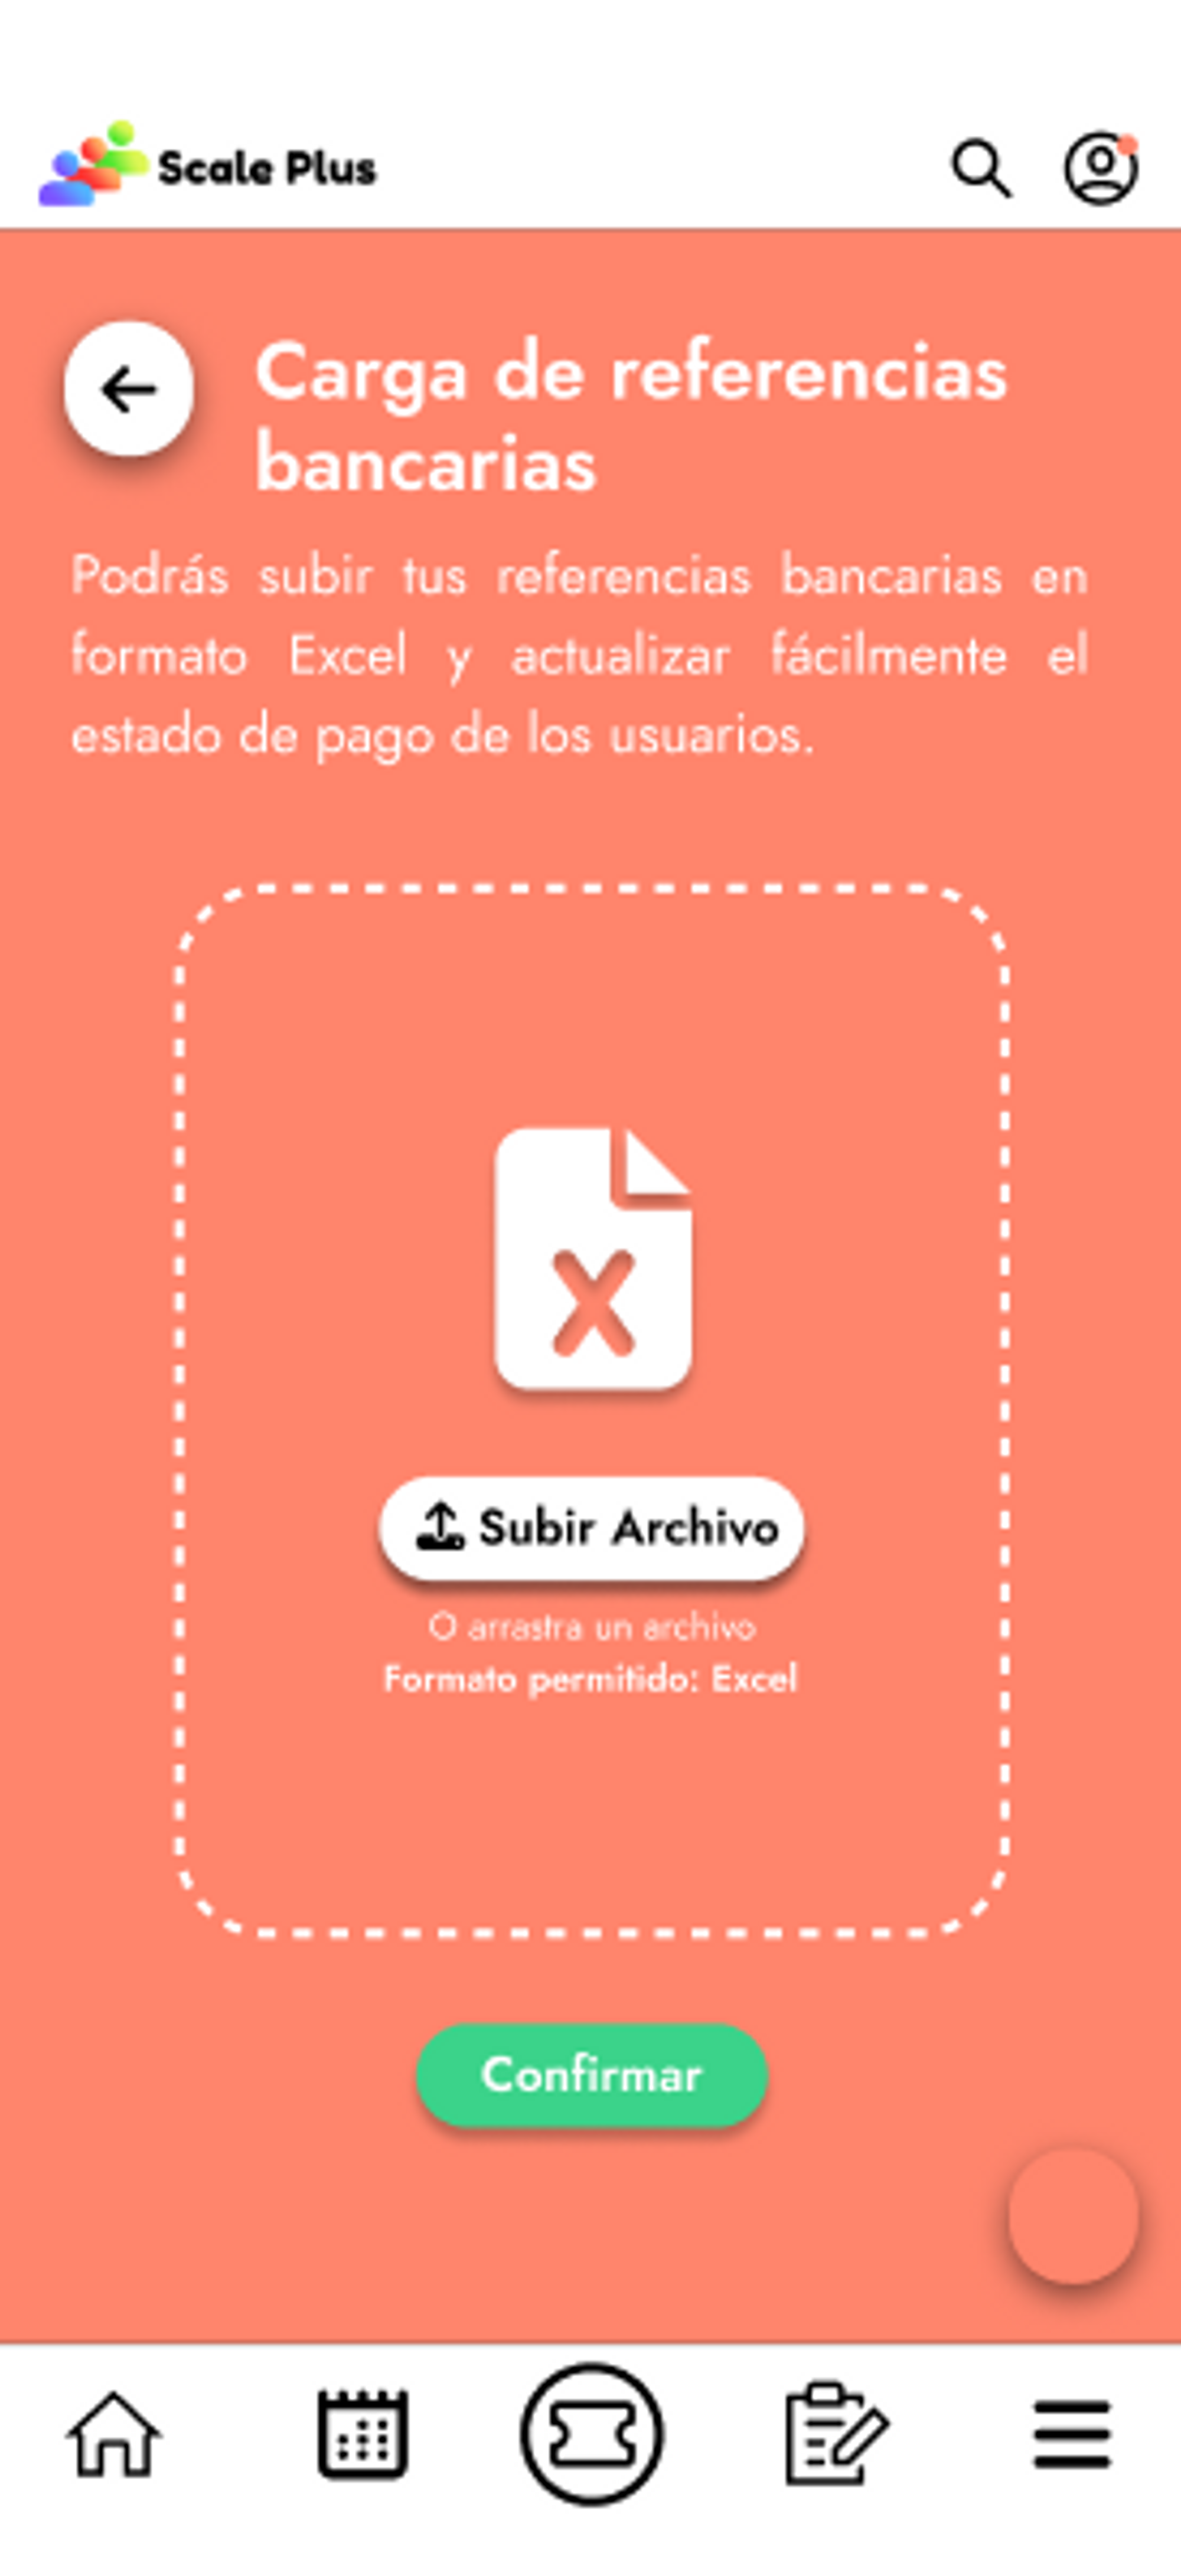 Scale Plus
Carga de referencias
bancarias
Podrás subir tus referencias bancarias en
formato Excel y actualizar fácilmente el
estado de pago de los usuarios.
X
Subir Archivo
O arrastra un archivo
Formato permitido: Excel
Confirmar